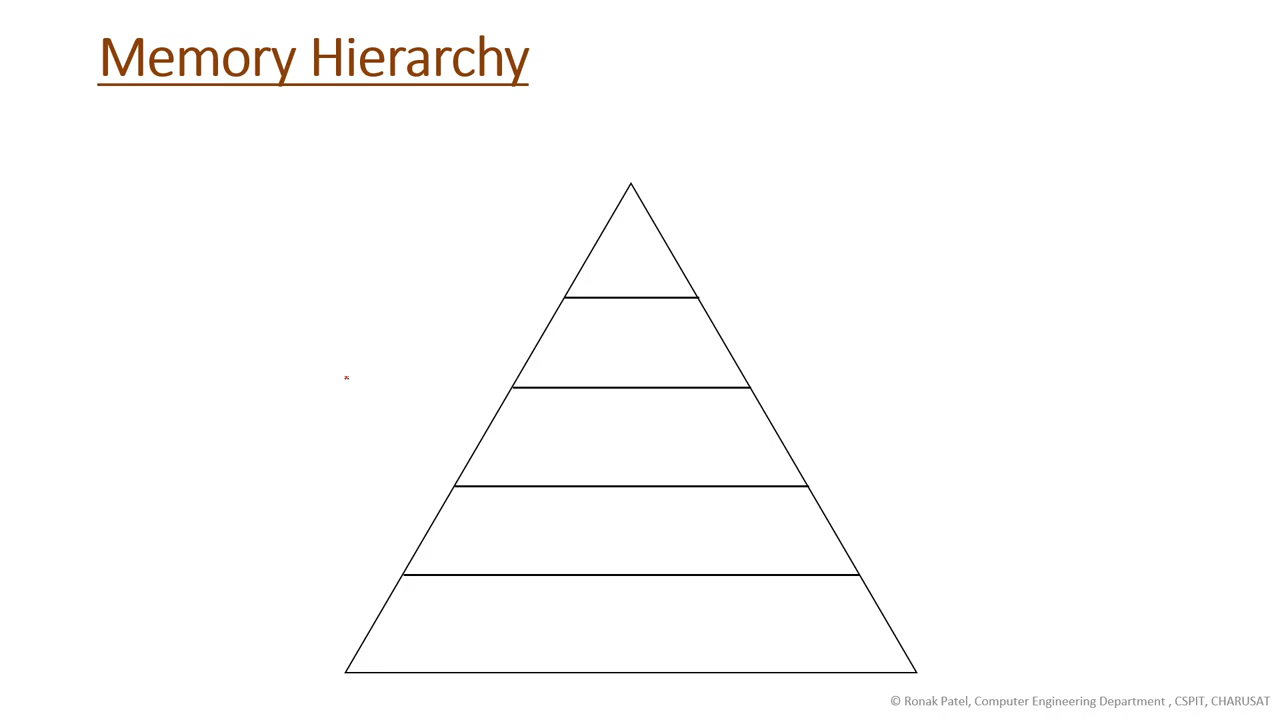 Memory Hierarchy
© Ronak Patel, Computer Engineering Department , CSPIT, CHARUSAT